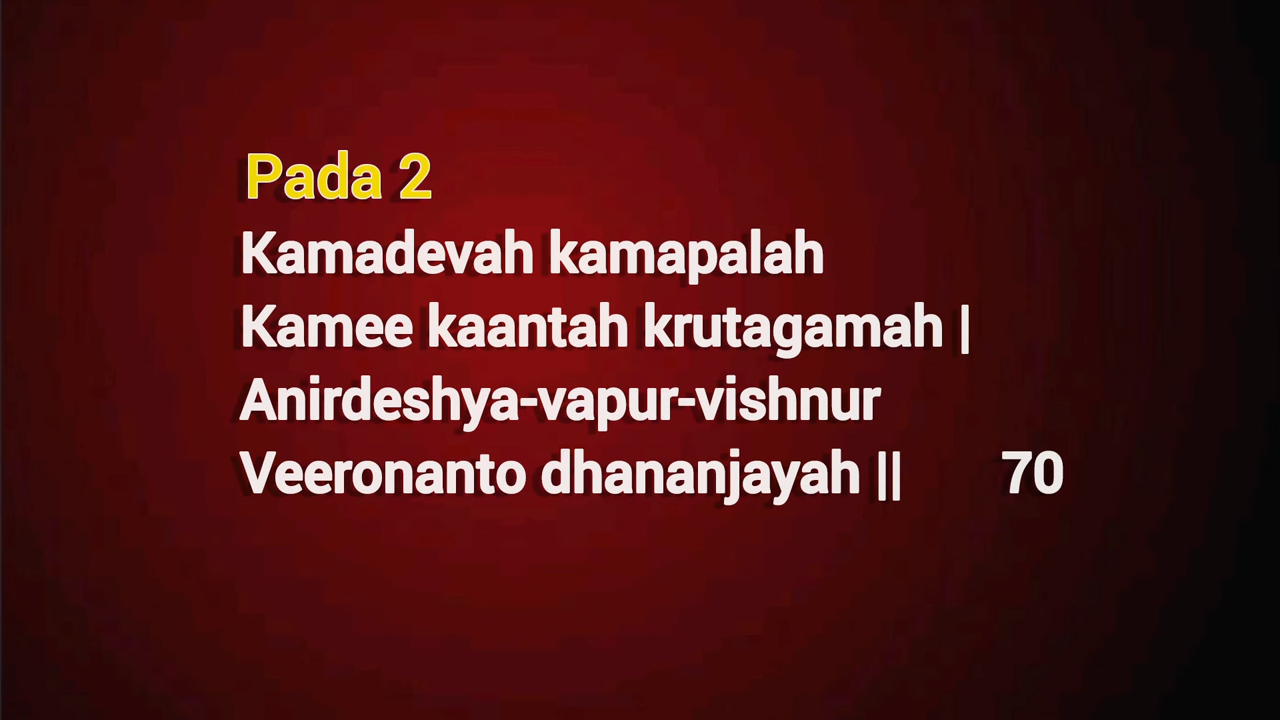 Pada 2
Kamadevah kamapalah
Kamee kaantah krutagamah |
Anirdeshya-vapur-vishnur
Veeronanto dhananjayah || 70